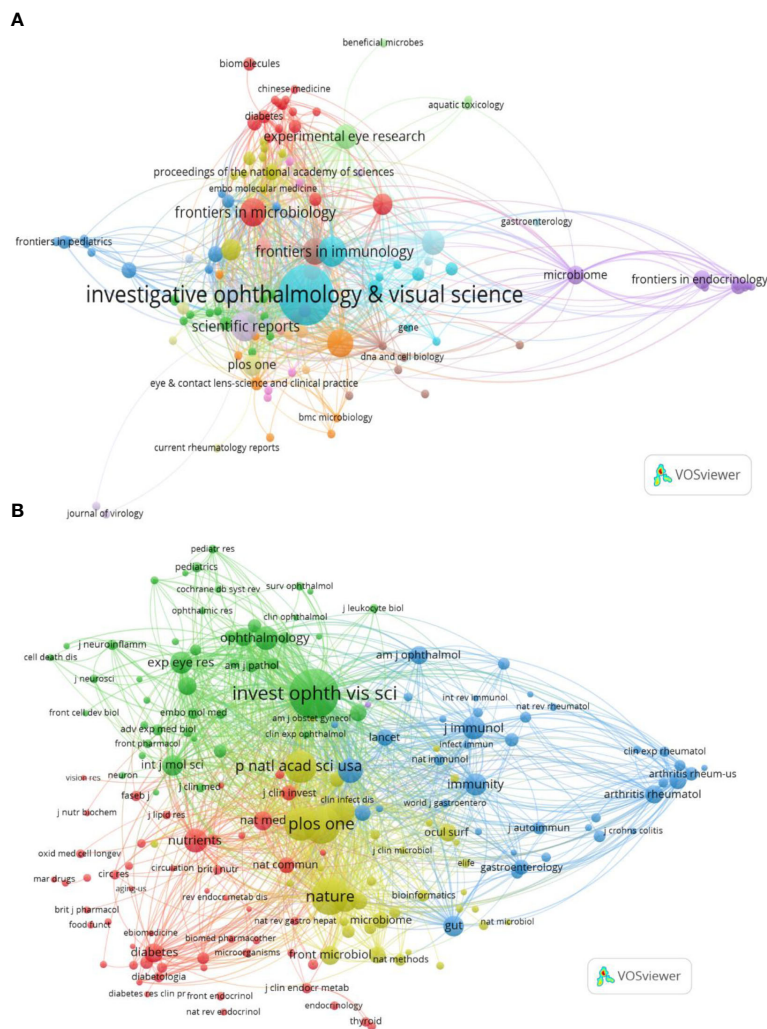 A
beneficial microbes
biomolecules
chinese medicine
aquatic toxicology
diabetes
experimental eye research
proceedings of the national academy of sciences
embo molecular medicine
frontiers in microbiology
gastroenterology
frontiers in pediatrics
frontiers in immunology
microbiome
frontiers in endocrinology
investigative ophthalmology & visual science
scientific reports
gene
dna and cell biology
plos one
eye & contact lens-science and clinical practice
bmc microbiology
current rheumatology reports
VOSviewer
journal of virology
B
pediatr res
pediatrics
cochrane db syst rev
surv ophthalmol
j leukocyte biol
ophthalmic res
clin ophthalmol
j neuroinflamm
ophthalmology
cell death dis
exp eye res
am j pathol
am j ophthalmol
j neurosci
invest ophth vis sci
int rev immunol
front cell dev biol
embo mol med
am j obstet gynecol
nat rev rheumatol
adv exp med biol
j immunol
front pharmacol
clin exp ophthalmol
lancet
infect immun
clin exp rheumatol
int j mol sci
p natl acad sci usa
nat immunol
arthritis rheum-us
vision res
neuron
j clin med
immunity
faseb j
j clin invest
clin infect dis
world j gastroentero
arthritis rheumatol
j nutr biochem
j lipid res
nat med
plos one
j autoimmun
j crohns colitis
nutrients
ocul surf
oxid med cell longev
circulation
brit j nutr
nat commun
j clin microbiol
elife
gastroenterology
mar drugs
circ res
aging-us
rev endocr metab dis
nature
bioinformatics
brit j pharmacol
food funct
nat rev gastro hepat
microbiome
gut
nat microbiol
ebiomedicine
biomed pharmacother
diabetes
microorganisms
front microbiol
nat methods
diabetologia
j clin endocr metab
diabetes res clin pr
front endocrinol
endocrinology
nat rev endocrinol
thyroid
VOSviewer